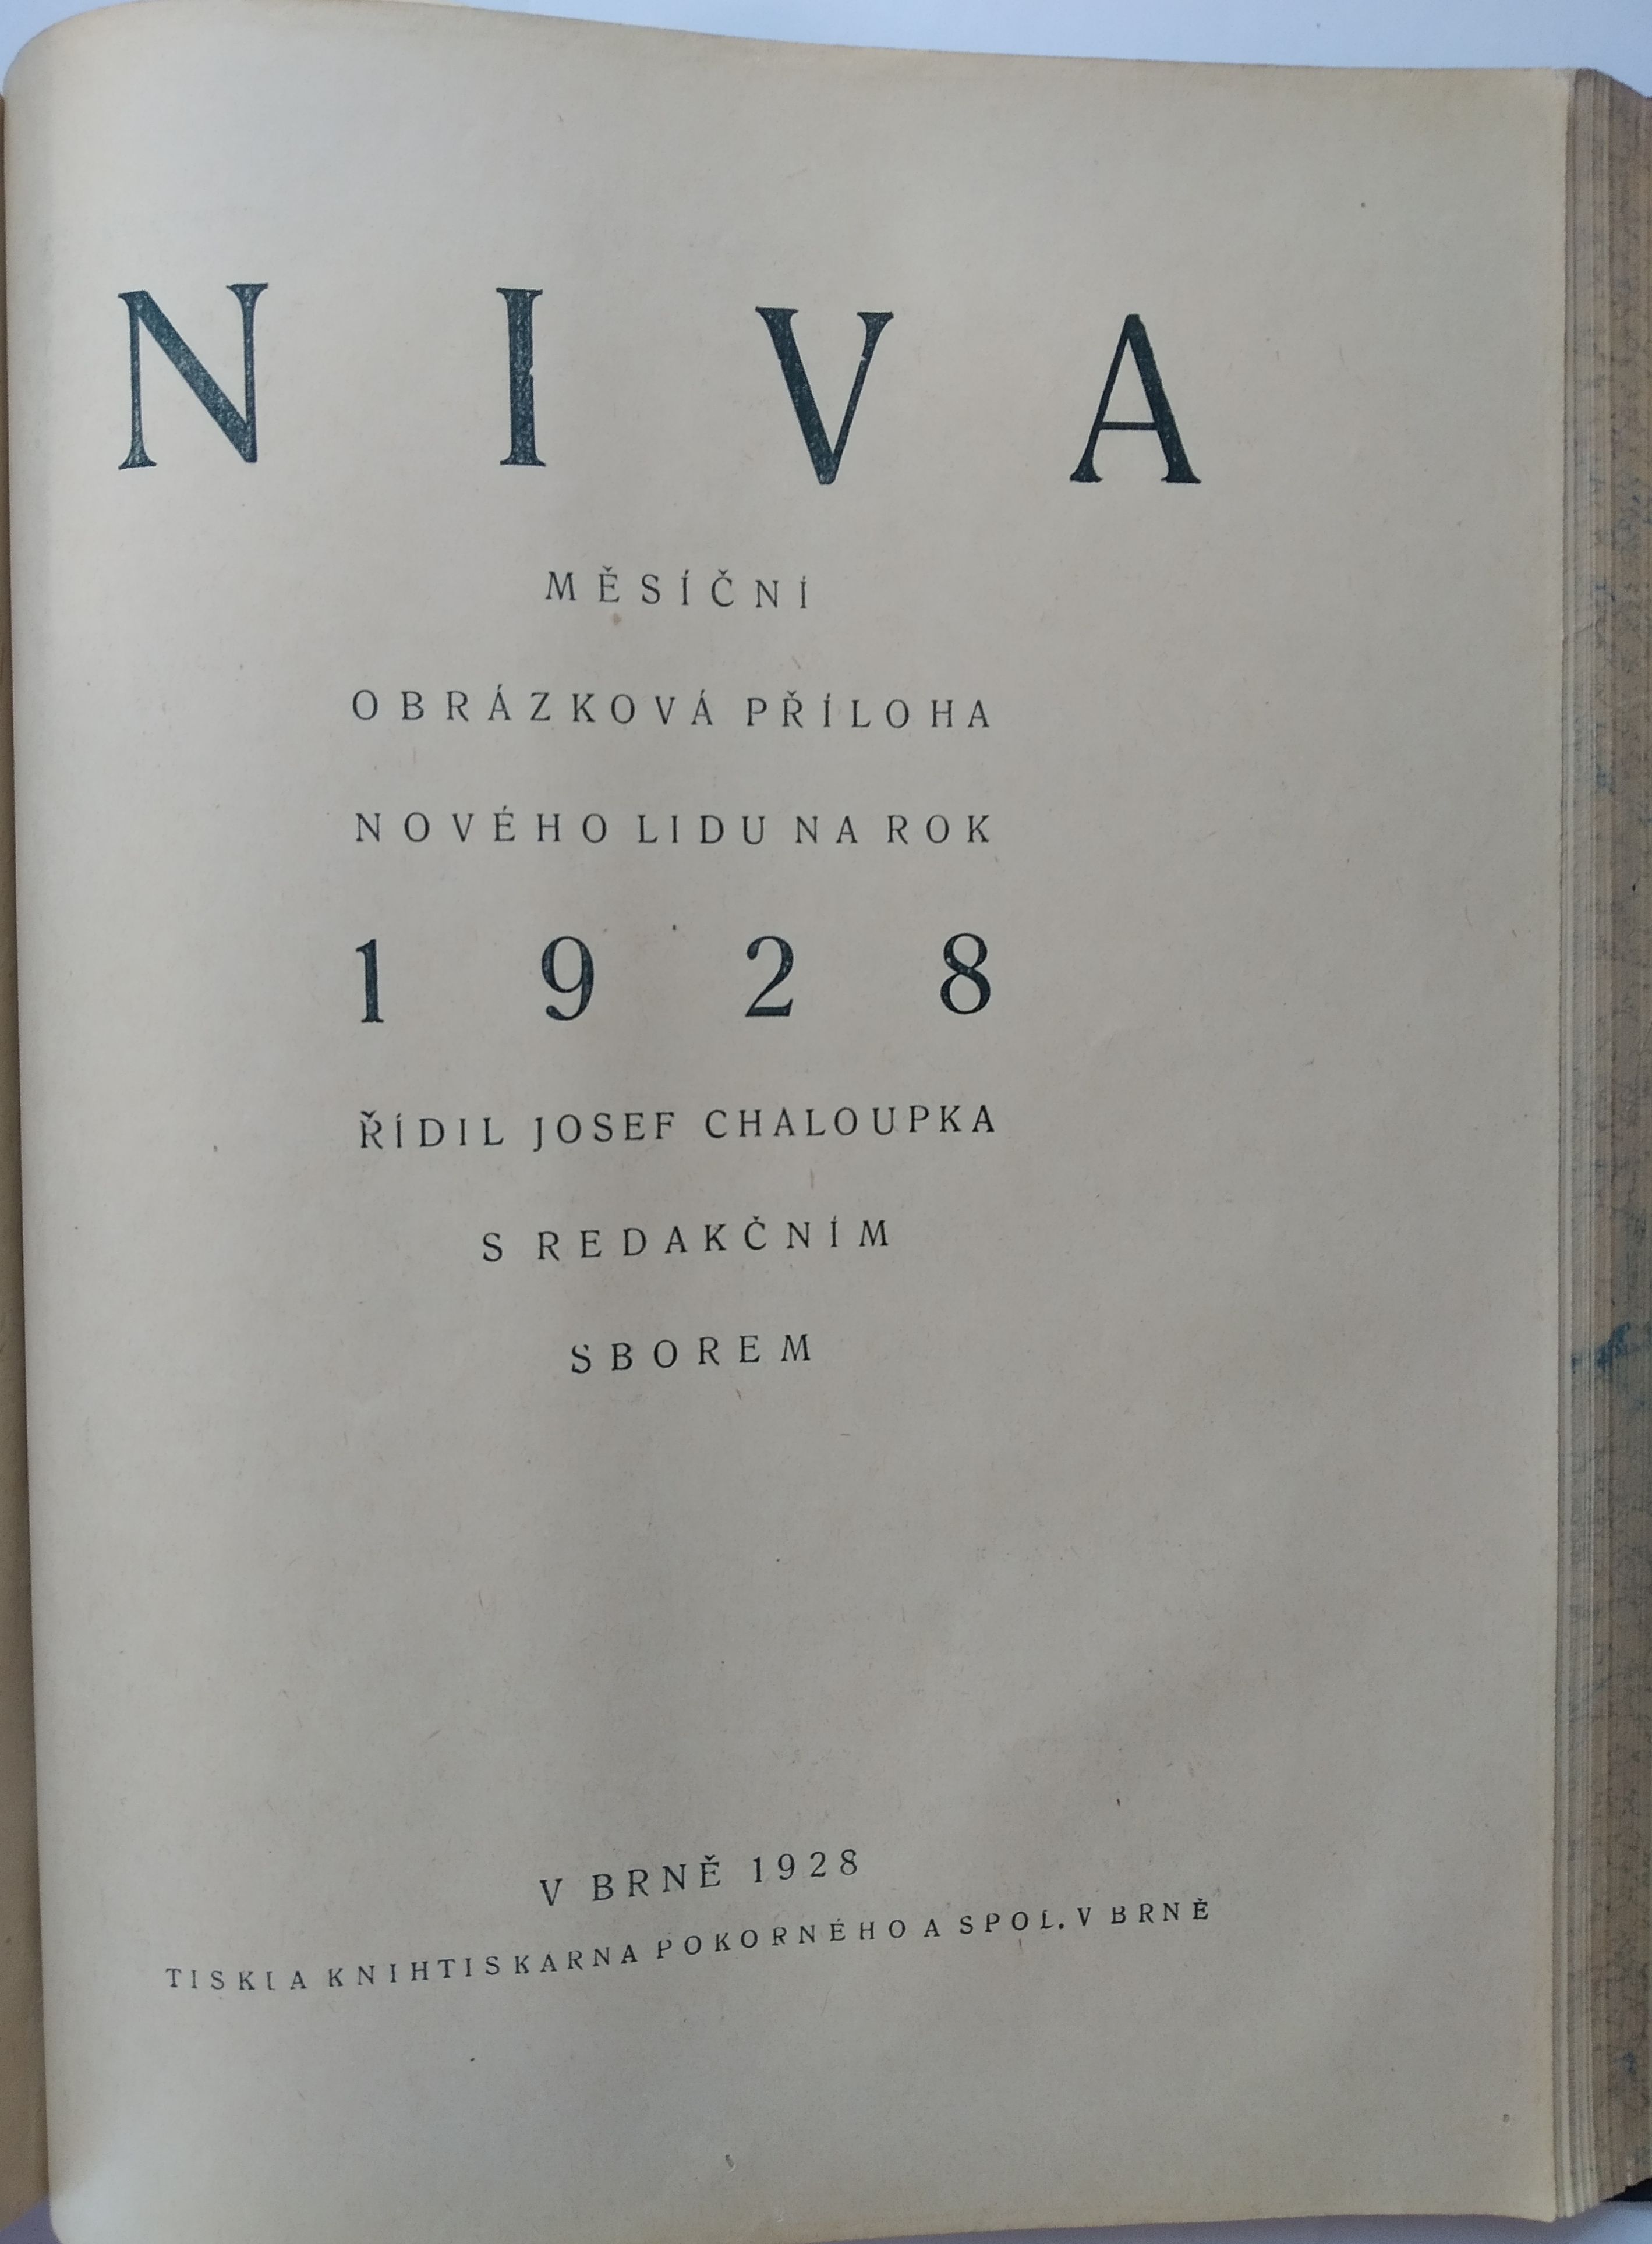 NIVA
MĚSÍČNÍ
OBRÁZKOVÁ PŘÍLOHA
NOVÉHO LIDU NA ROK
1928
ŘÍDIL JOSEF CHALOUPKA
S REDAKČNÍM
SBOREM
V BRNĚ 1928
TISKLA KNIHTISKARNA POKORNÉHO A SPOL. V BRNĚ